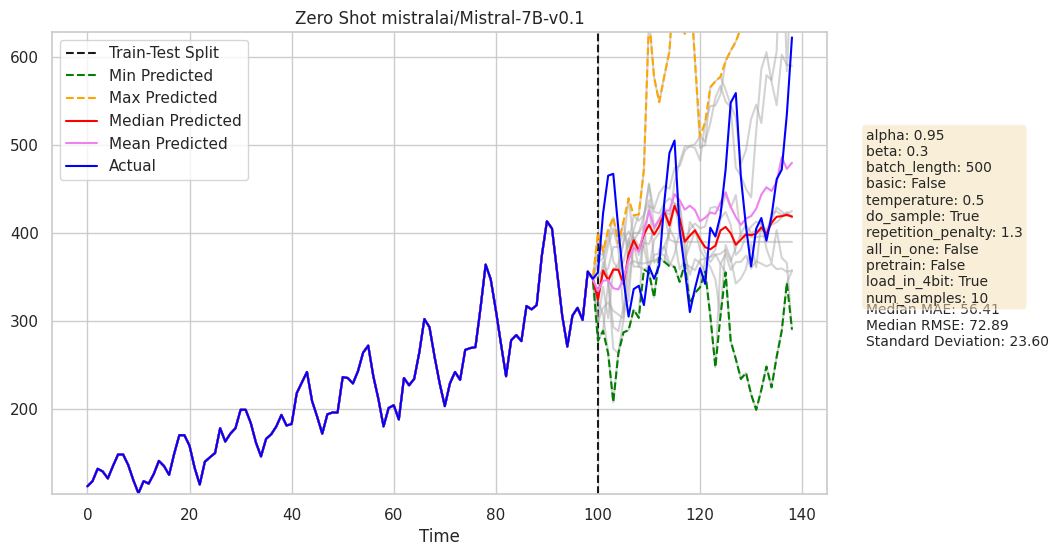 Zero Shot mistralai/Mistral-7B-v0.1
Train-Test Split
Min Predicted
Max Predicted
Median Predicted
Mean Predicted
Actual
600
500
400
300
200
0
20
40
60
80
100
120
140
Time
alpha: 0.95
beta: 0.3
batch_length: 500
basic: False
temperature: 0.5
do_sample: True
repetition_penalty: 1.3
all_in_one: False
pretrain: False
load_in_4bit: True
num_samples: 10
Median MAE: 56.41
Median RMSE: 72.89
Standard Deviation: 23.60